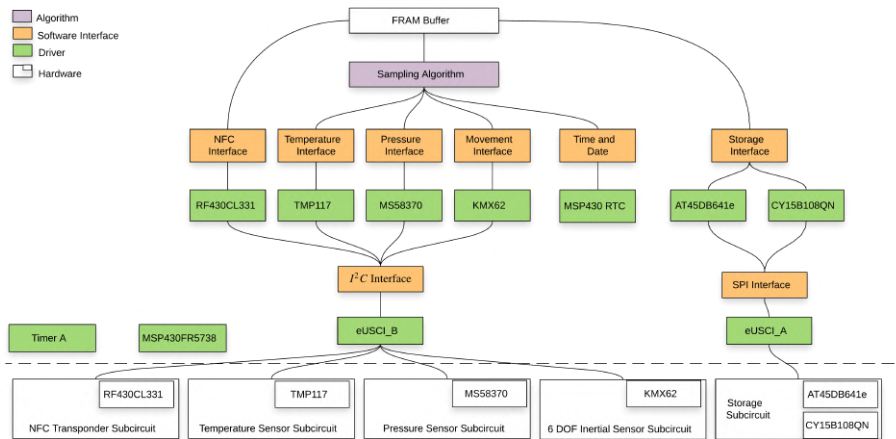 Algorithm
Software Interface
Driver
Hardware
FRAM Buffer
Sampling Algorithm
NFC
Interface
Temperature
Interface
Pressure
Interface
Movement
Interface
Time and
Date
Storage
Interface
RF430CL331
TMP117
MS58370
KMX62
MSP430 RTC
AT45DB641e
CY15B108QN
I²C Interface
SPI Interface
Timer A
MSP430FR5738
eUSCI_B
eUSCI_A
RF430CL331
NFC Transponder Subcircuit
TMP117
Temperature Sensor Subcircuit
MS58370
Pressure Sensor Subcircuit
KMX62
6 DOF Inertial Sensor Subcircuit
Storage
Subcircuit
AT45DB641e
CY15B108QN